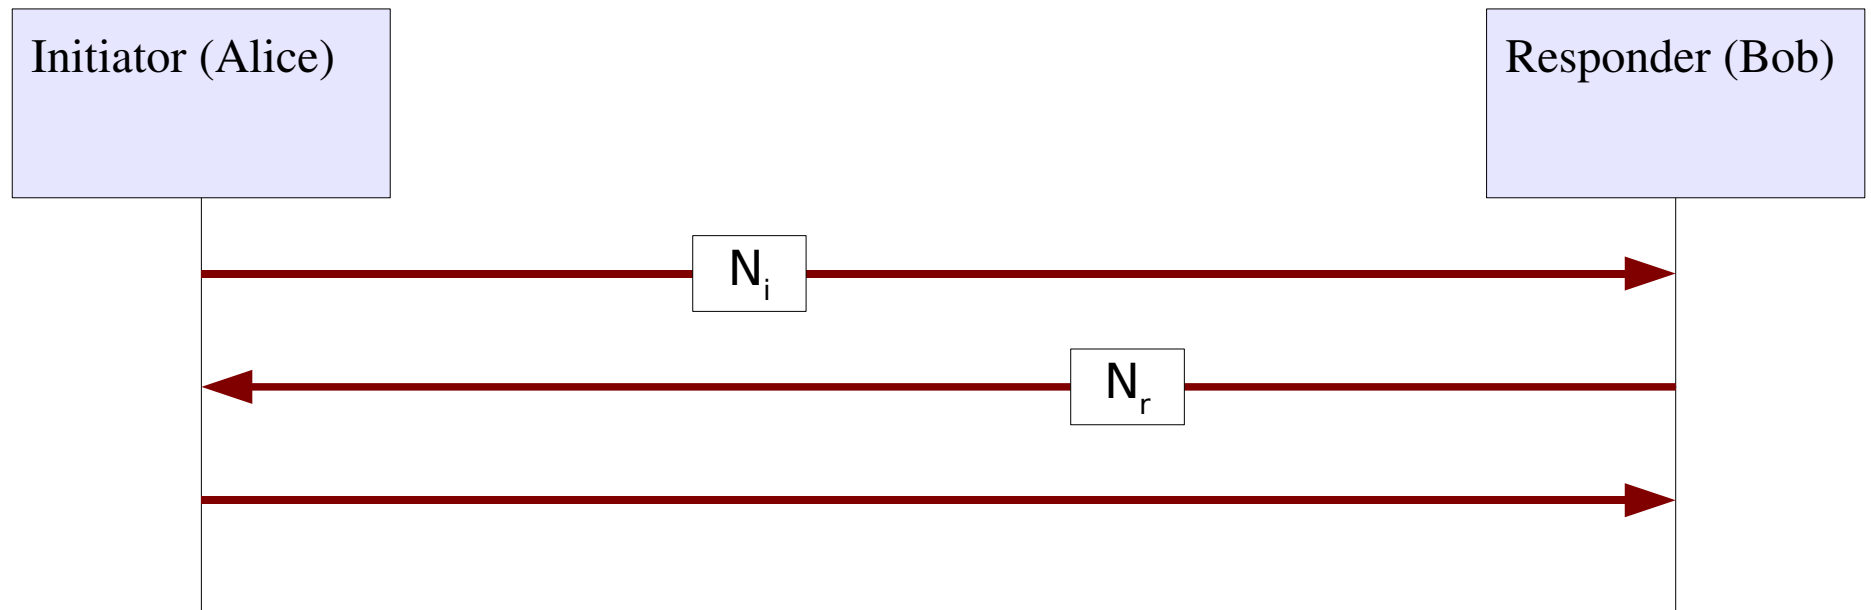 Initiator (Alice)
Responder (Bob)
Nᵢ
Nᵣ